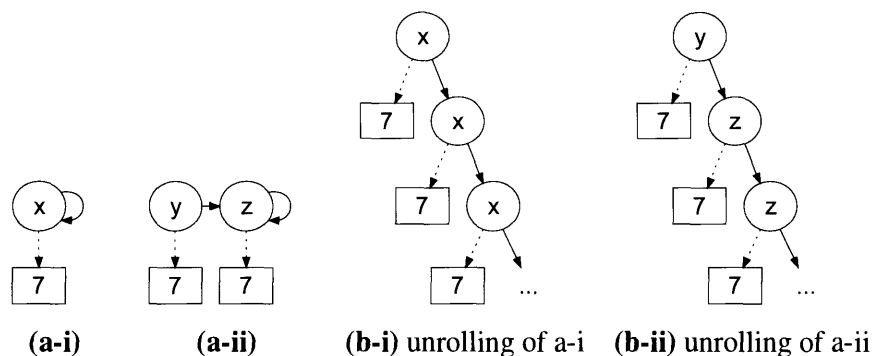 x y
7 x 7 z
x y z 7 x 7 z
7 7 7 7 ... 7 ...
(a-i) (a-ii) (b-i) unrolling of a-i (b-ii) unrolling of a-ii